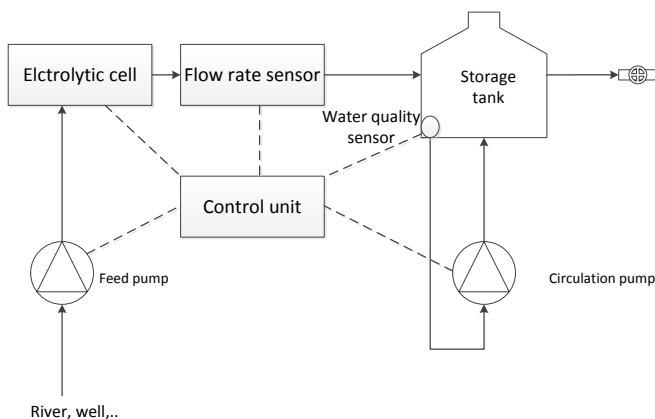 Elctrolytic cell
Flow rate sensor
Storage
tank
Water quality
sensor
Control unit
Feed pump
Circulation pump
River, well,..